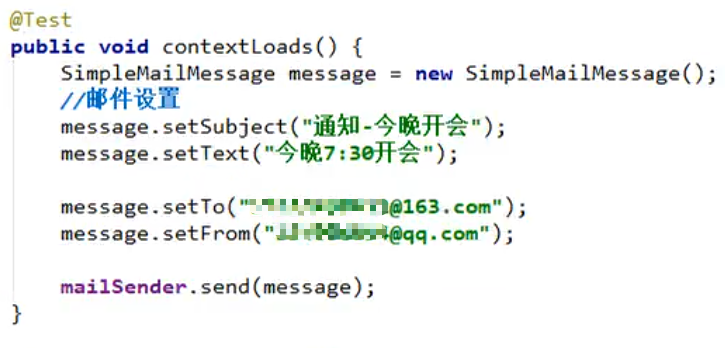 @Test
public void contextLoads() {
SimpleMailMessage message = new SimpleMailMessage();
//邮件设置
message.setSubject("通知-今晚开会");
message.setText("今晚7:30开会");
message.setTo("@163.com");
message.setFrom("@qq.com");
mailSender.send(message);
}